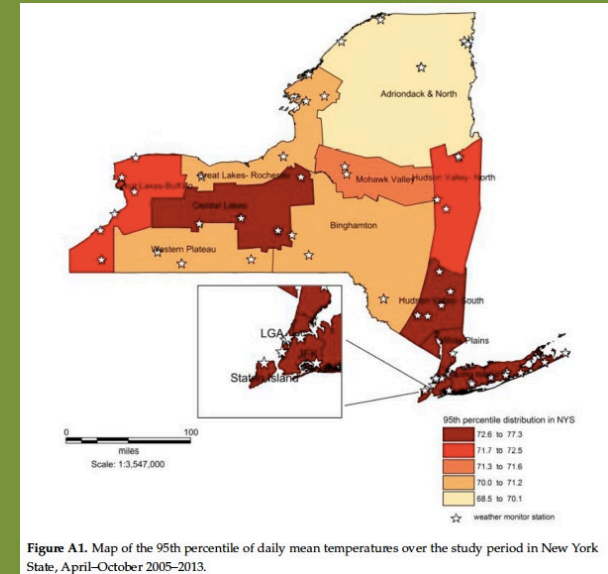 Adriondack & North
Great Lakes- Rochester
Mohawk Valley
Hudson Valley- North
Great Lakes-Buffalo
Central Lakes
Binghamton
Western Plateau
Hudson Valley- South
LGA
JFK
Staten Island
Plains
0 100
miles
Scale: 1:3,547,000
95th percentile distribution in NYS
72.6 to 77.3
71.7 to 72.5
71.3 to 71.6
70.0 to 71.2
68.5 to 70.1
weather monitor station
Figure A1. Map of the 95th percentile of daily mean temperatures over the study period in New York
State, April–October 2005–2013.